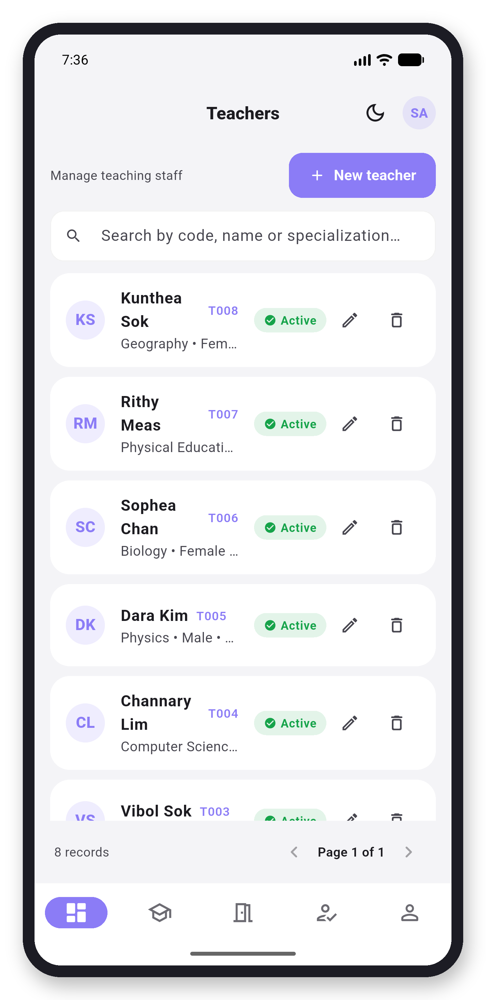 7:36
Teachers
SA
Manage teaching staff
+ New teacher
Search by code, name or specialization…
KS
Kunthea
Sok
T008
Geography • Fem…
Active
RM
Rithy
Meas
T007
Physical Educati…
Active
SC
Sophea
Chan
T006
Biology • Female …
Active
DK
Dara Kim T005
Physics • Male • …
Active
CL
Channary
Lim
T004
Computer Scienc…
Active
VS
Vibol Sok T003
Active
8 records
Page 1 of 1